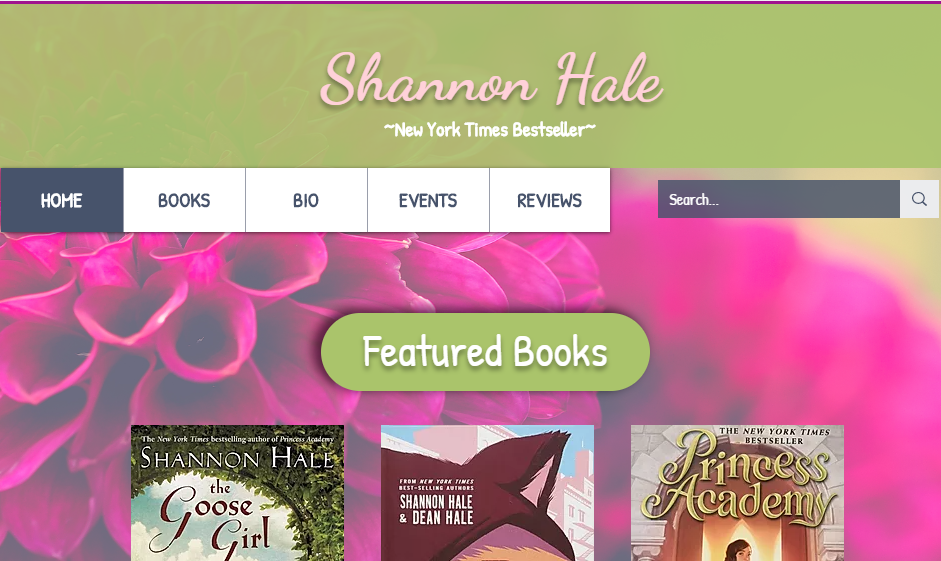 Shannon Hale
~New York Times Bestseller~
HOME
BOOKS
BIO
EVENTS
REVIEWS
Search...
Featured Books
The New York Times bestselling author of Princess Academy
SHANNON HALE
the
Goose
Girl
FROM NEW YORK TIMES
BEST-SELLING AUTHORS
SHANNON HALE
& DEAN HALE
THE NEW YORK TIMES
BESTSELLER
Princess
Academy